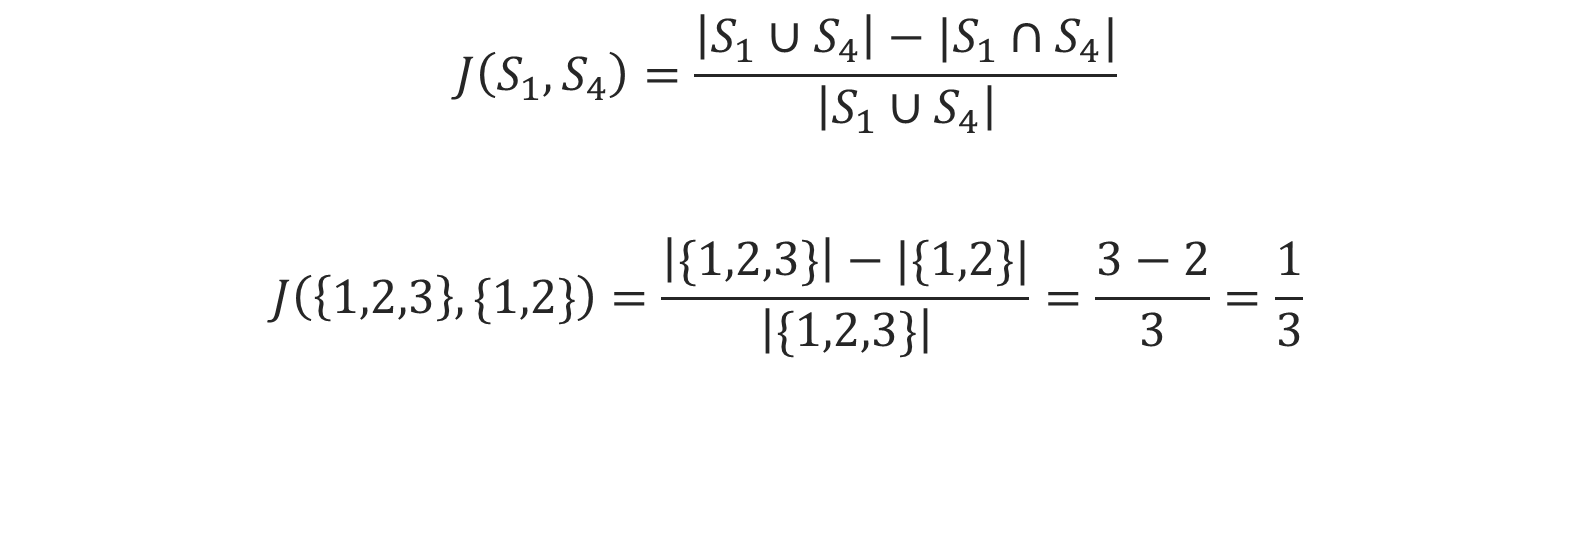 J(S₁, S₄) = (|S₁ ∪ S₄| − |S₁ ∩ S₄|) / |S₁ ∪ S₄|
J({1,2,3}, {1,2}) = (|{1,2,3}| − |{1,2}|) / |{1,2,3}| = (3 − 2) / 3 = 1 / 3